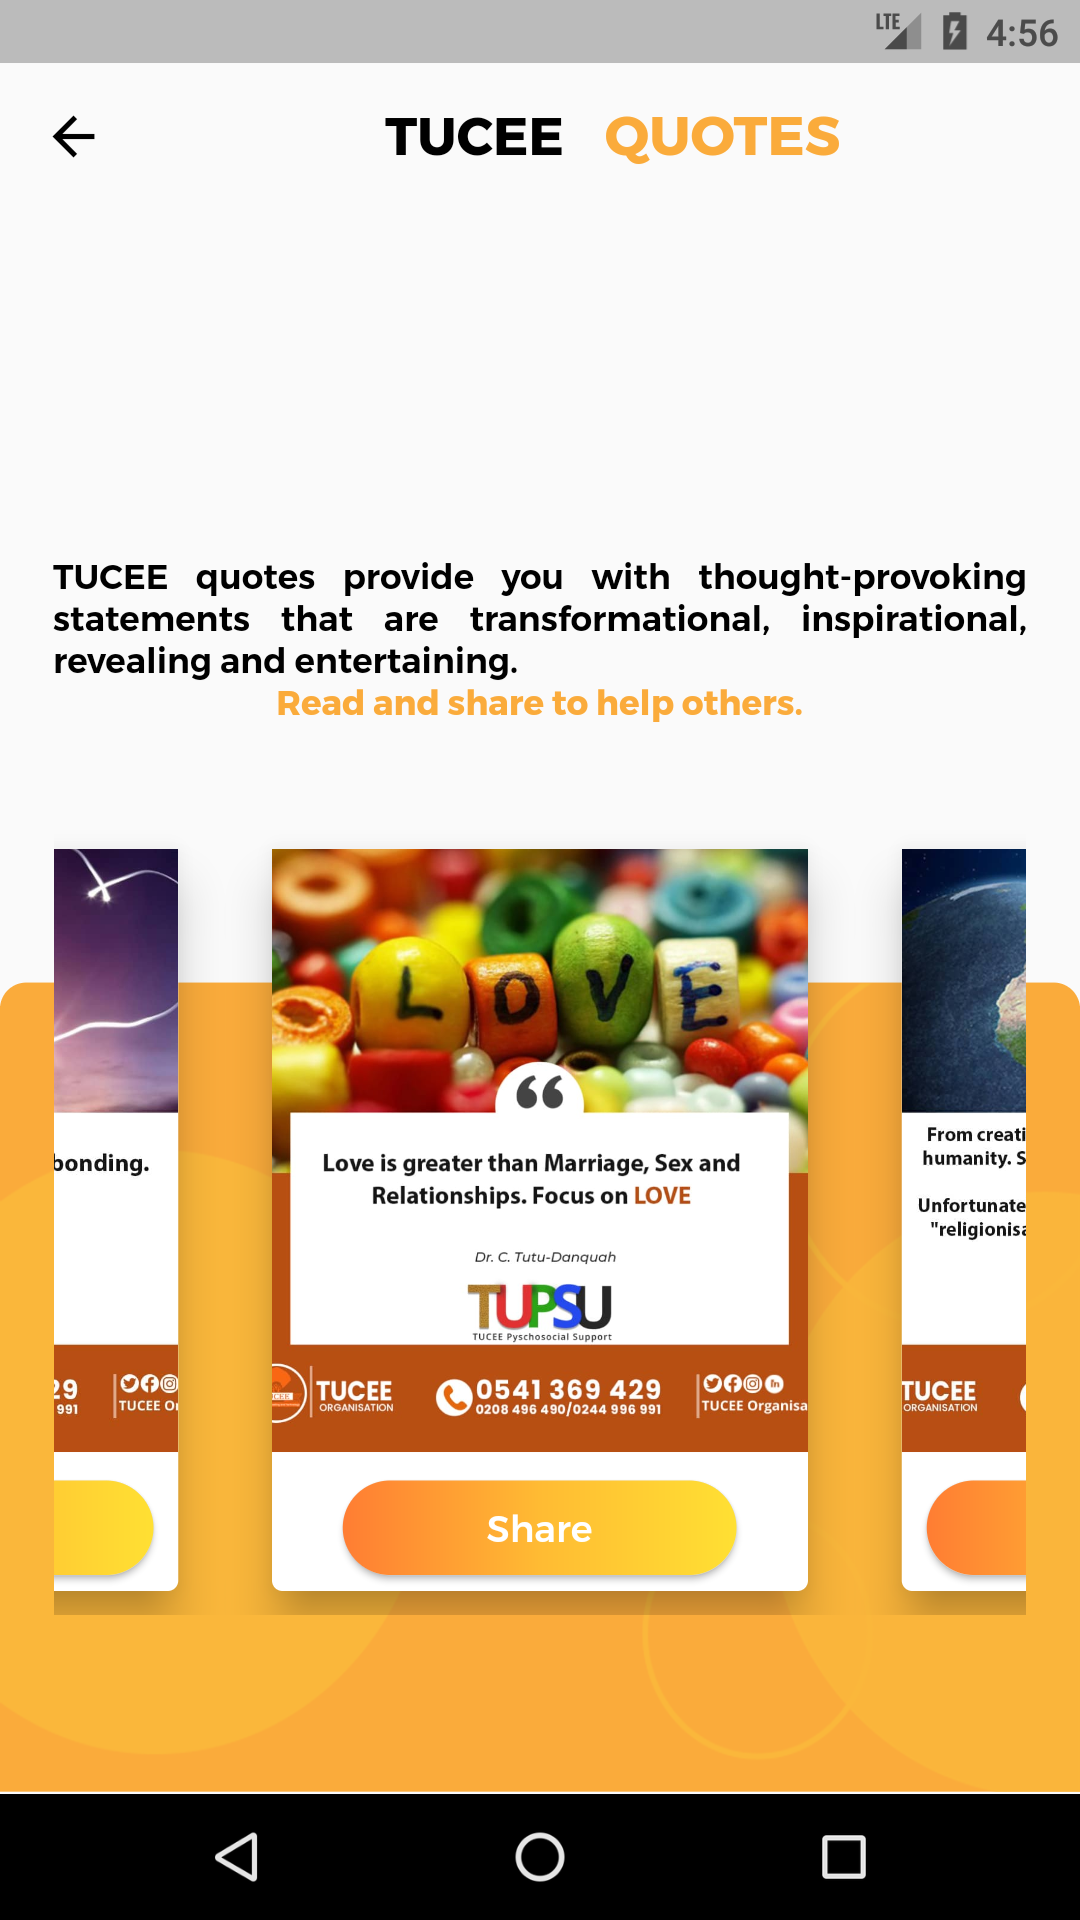 LTE 4:56
TUCEE QUOTES
TUCEE quotes provide you with thought-provoking
statements that are transformational, inspirational,
revealing and entertaining.
Read and share to help others.
LOVE
bonding.
29
991
TUCEE Or
“
Love is greater than Marriage, Sex and
Relationships. Focus on LOVE
Dr. C. Tutu-Danquah
TUPSU
TUCEE Pyschosocial Support
TUCEE
ORGANISATION
0541 369 429
0208 496 490/0244 996 991
TUCEE Organisa
Share
From creati
humanity. S
Unfortunate
"religionisa
TUCEE
ORGANISATION